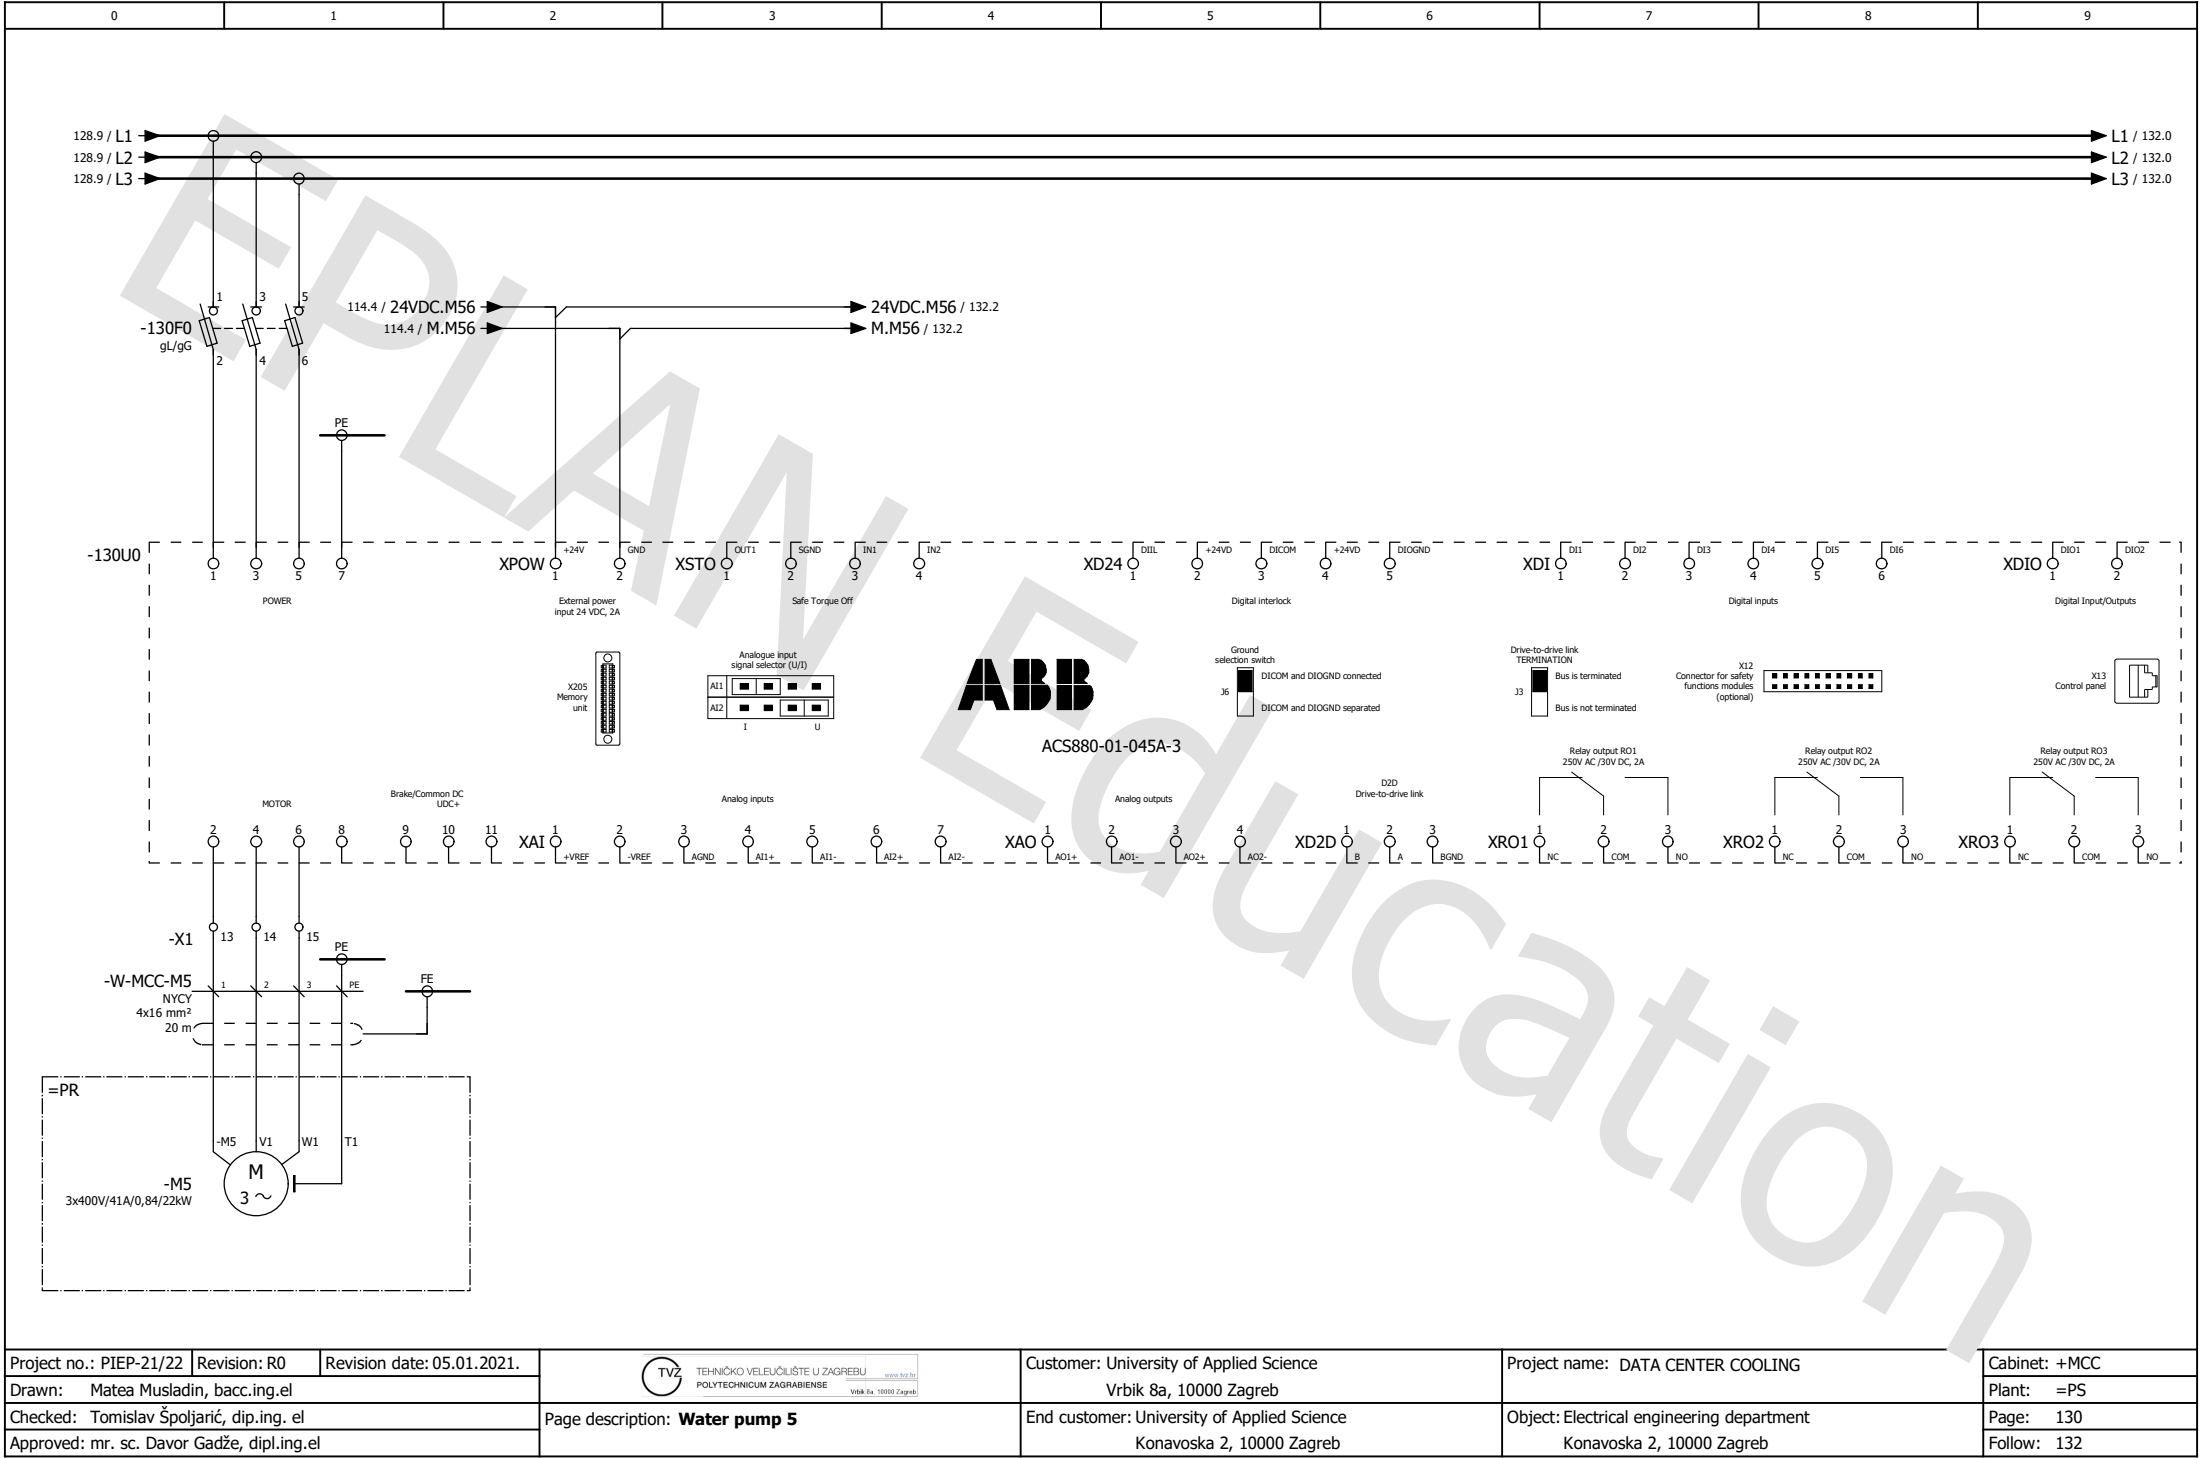 0 1 2 3 4 5 6 7 8 9
128.9 / L1
L1 / 132.0
128.9 / L2
L2 / 132.0
128.9 / L3
L3 / 132.0
1 3 5
114.4 / 24VDC.M56
24VDC.M56 / 132.2
-130F0
114.4 / M.M56
M.M56 / 132.2
gL/gG
2 4 6
PE
-130U0
1 3 5 7
POWER
XPOW
+24V GND
1 2
External power
input 24 VDC, 2A
XSTO
OUT1 SGND IN1 IN2
1 2 3 4
Safe Torque Off
XD24
DIIL +24VD DICOM +24VD DIOGND
1 2 3 4 5
Digital interlock
XDI
DI1 DI2 DI3 DI4 DI5 DI6
1 2 3 4 5 6
Digital inputs
XDIO
DIO1 DIO2
1 2
Digital Input/Outputs
X205
Memory
unit
Analogue input
signal selector (U/I)
AI1
AI2
I U
ABB
ACS880-01-045A-3
Ground
selection switch
DICOM and DIOGND connected
J6
DICOM and DIOGND separated
Drive-to-drive link
TERMINATION
Bus is terminated
J3
Bus is not terminated
X12
Connector for safety
functions modules
(optional)
X13
Control panel
MOTOR
2 4 6 8
Brake/Common DC
UDC+
9 10 11
Analog inputs
XAI
1 2 3 4 5 6 7
+VREF -VREF AGND AI1+ AI1- AI2+ AI2-
Analog outputs
XAO
1 2 3 4
AO1+ AO1- AO2+ AO2-
D2D
Drive-to-drive link
XD2D
1 2 3
B A BGND
Relay output RO1
250V AC /30V DC, 2A
XRO1
1 2 3
NC COM NO
Relay output RO2
250V AC /30V DC, 2A
XRO2
1 2 3
NC COM NO
Relay output RO3
250V AC /30V DC, 2A
XRO3
1 2 3
NC COM NO
-X1 13 14 15
PE
-W-MCC-M5 1 2 3 PE
FE
NYCY
4x16 mm²
20 m
=PR
-M5 V1 W1 T1
M
3 ~
-M5
3x400V/41A/0,84/22kW
EPLAN Education
Project no.: PIEP-21/22 Revision: R0 Revision date: 05.01.2021.
Drawn: Matea Musladin, bacc.ing.el
Checked: Tomislav Špoljarić, dip.ing. el
Approved: mr. sc. Davor Gadže, dipl.ing.el
TVZ
TEHNIČKO VELEUČILIŠTE U ZAGREBU www.tvz.hr
POLYTECHNICUM ZAGRABIENSE Vrbik 8a, 10000 Zagreb
Page description: Water pump 5
Customer: University of Applied Science
Vrbik 8a, 10000 Zagreb
End customer: University of Applied Science
Konavoska 2, 10000 Zagreb
Project name: DATA CENTER COOLING
Object: Electrical engineering department
Konavoska 2, 10000 Zagreb
Cabinet: +MCC
Plant: =PS
Page: 130
Follow: 132